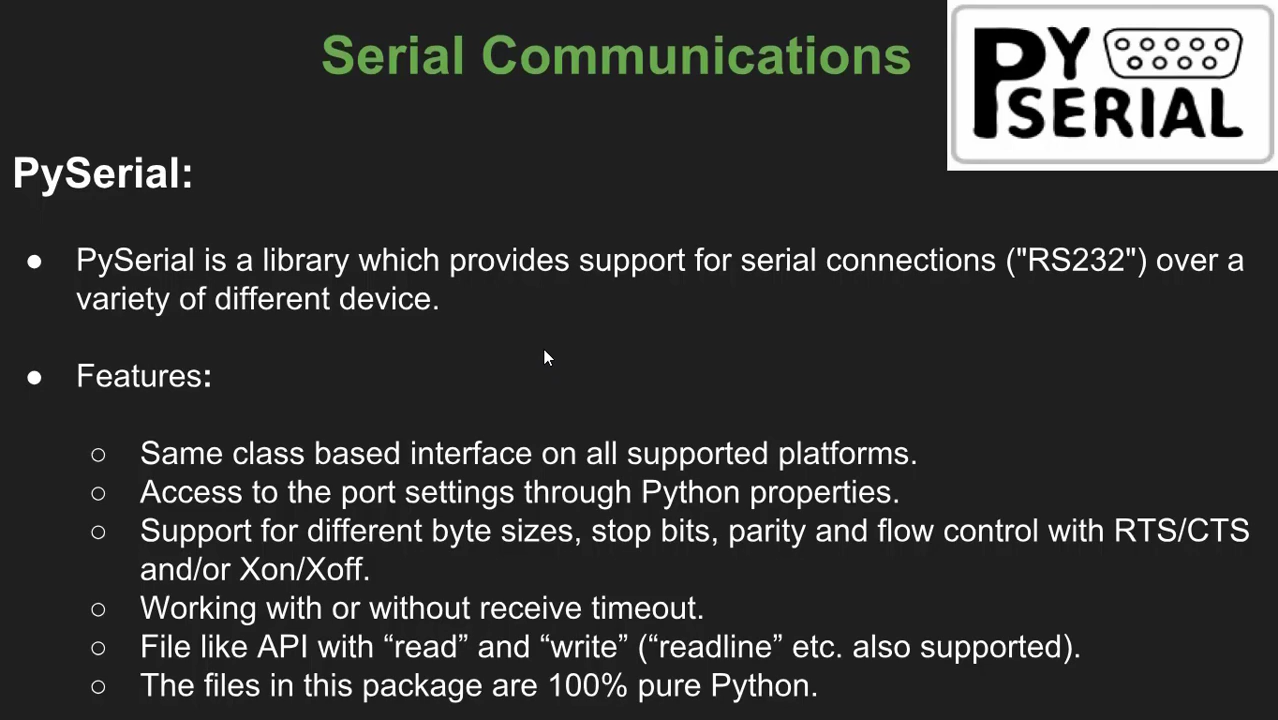 Serial Communications
PY
SERIAL
PySerial:
● PySerial is a library which provides support for serial connections ("RS232") over a
variety of different device.
● Features:
○ Same class based interface on all supported platforms.
○ Access to the port settings through Python properties.
○ Support for different byte sizes, stop bits, parity and flow control with RTS/CTS
and/or Xon/Xoff.
○ Working with or without receive timeout.
○ File like API with “read” and “write” (“readline” etc. also supported).
○ The files in this package are 100% pure Python.